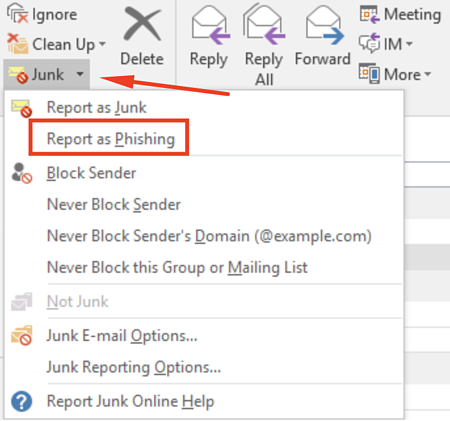 Ignore
Clean Up
Junk
Delete
Reply
Reply
All
Forward
Meeting
IM
More
Report as Junk
Report as Phishing
Block Sender
Never Block Sender
Never Block Sender's Domain (@example.com)
Never Block this Group or Mailing List
Not Junk
Junk E-mail Options...
Junk Reporting Options...
Report Junk Online Help